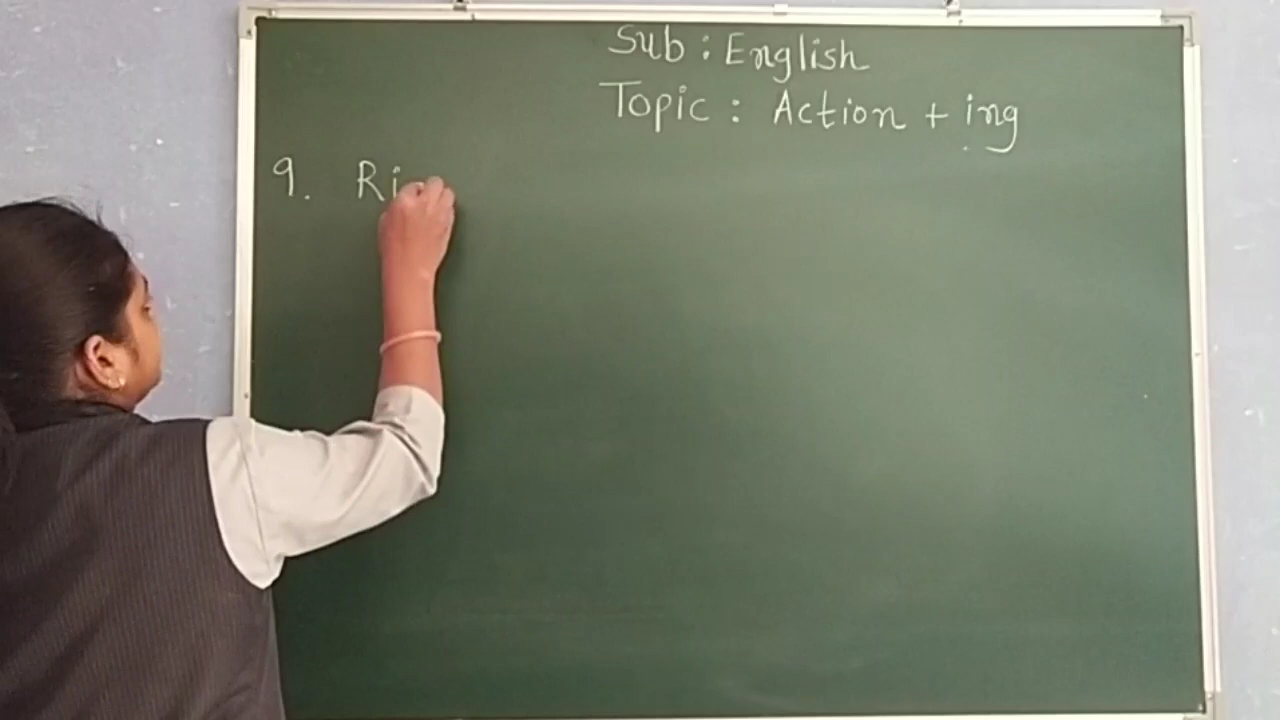 Sub : English
Topic : Action + ing
9. Ri